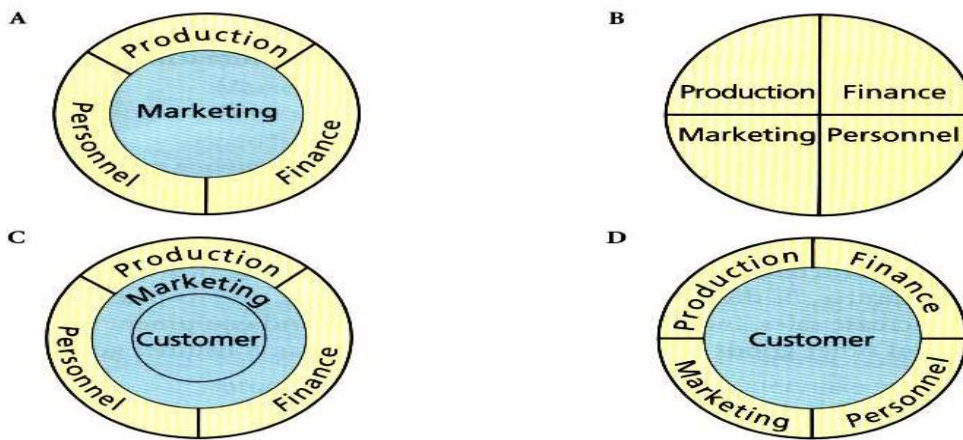 A
Production
Marketing
Personnel
Finance
B
Production
Finance
Marketing
Personnel
C
Production
Marketing
Customer
Personnel
Finance
D
Production
Finance
Customer
Marketing
Personnel